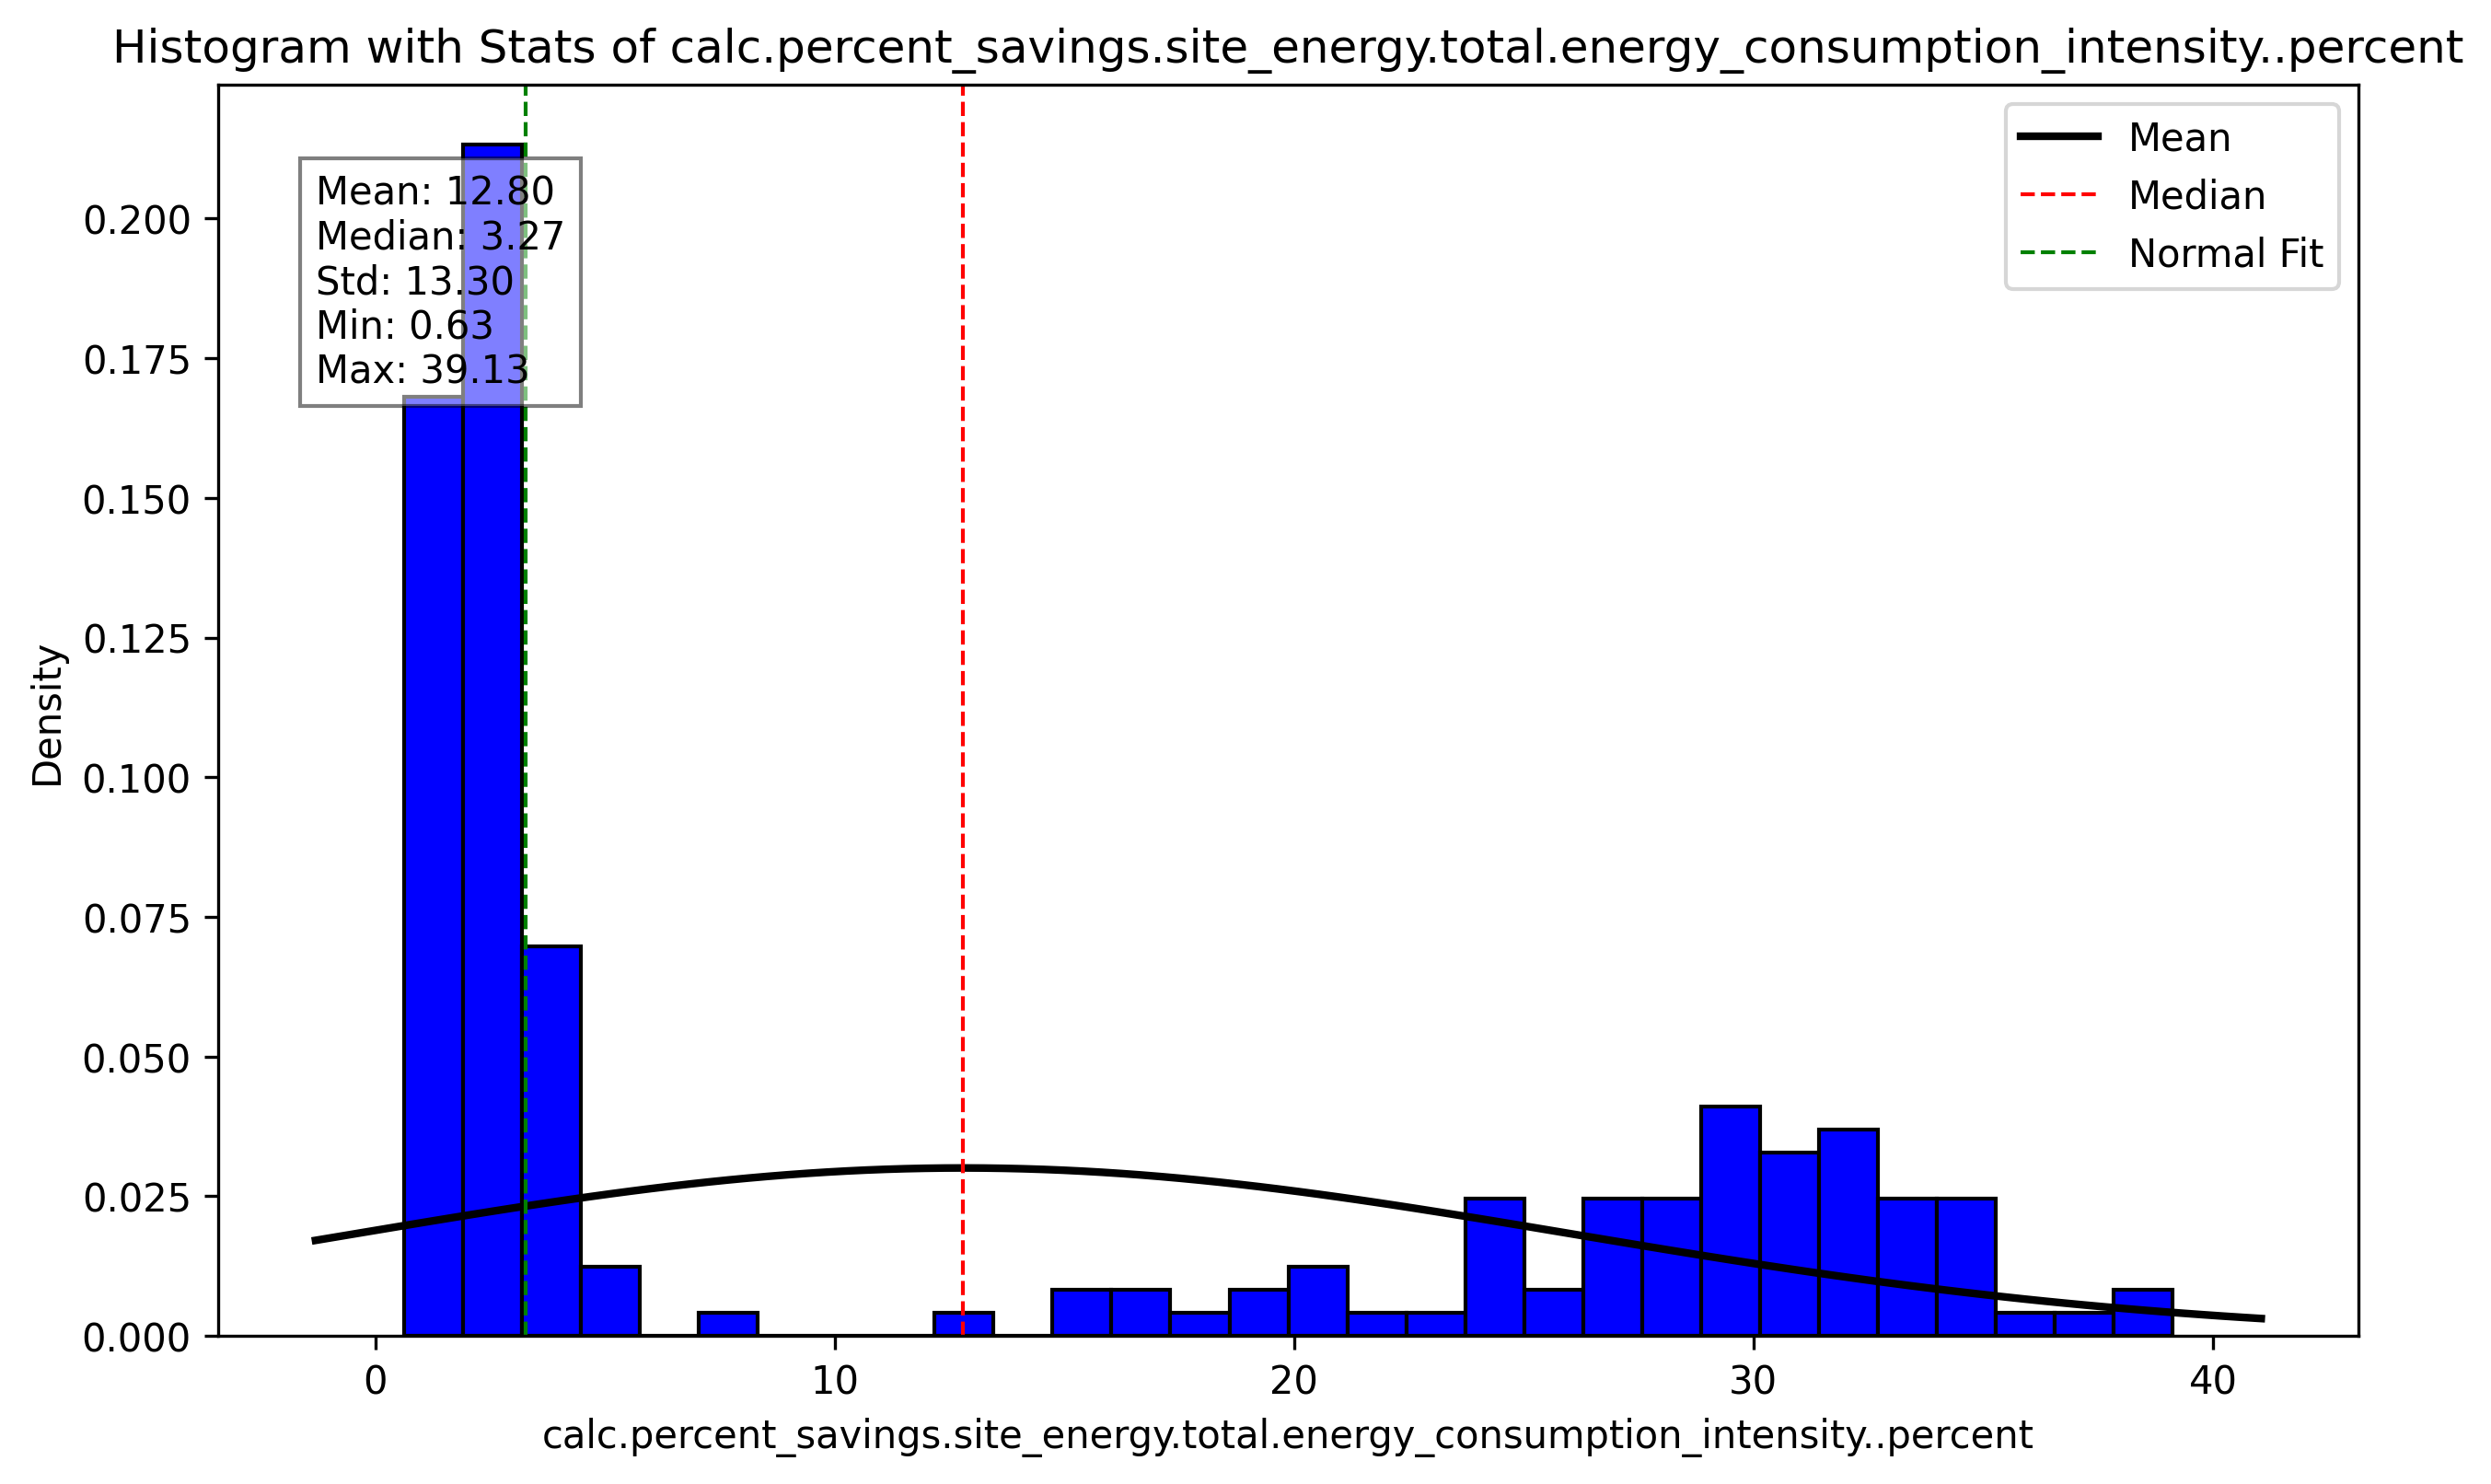 Histogram with Stats of calc.percent_savings.site_energy.total.energy_consumption_intensity..percent
Mean
Median
Normal Fit
Mean: 12.80
Median: 3.27
Std: 13.30
Min: 0.63
Max: 39.13
Density
0.200
0.175
0.150
0.125
0.100
0.075
0.050
0.025
0.000
0 10 20 30 40
calc.percent_savings.site_energy.total.energy_consumption_intensity..percent